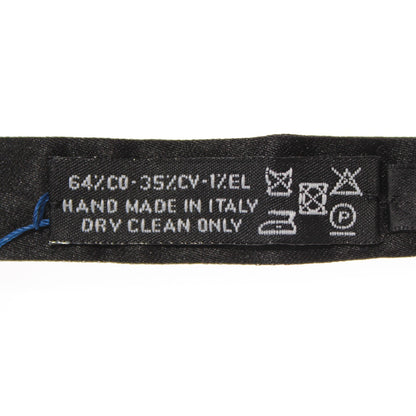 64%CO-35%CV-1%EL
HAND MADE IN ITALY
DRY CLEAN ONLY
P